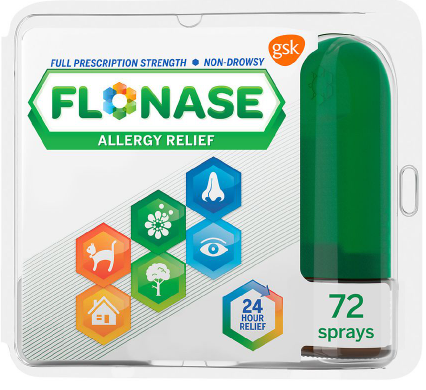 gsk
FULL PRESCRIPTION STRENGTH • NON-DROWSY
FLONASE
ALLERGY RELIEF
24
HOUR
RELIEF
72
sprays